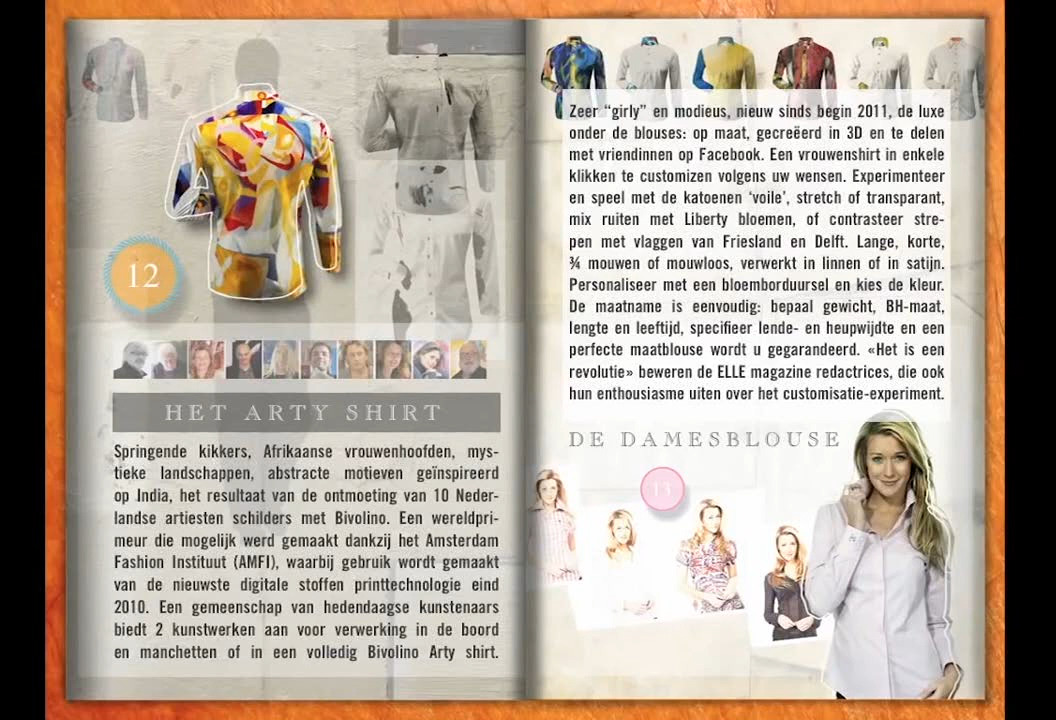 12
HET ARTY SHIRT
Springende kikkers, Afrikaanse vrouwenhoofden, mys-
tieke landschappen, abstracte motieven geïnspireerd
op India, het resultaat van de ontmoeting van 10 Neder-
landse artiesten schilders met Bivolino. Een wereldpri-
meur die mogelijk werd gemaakt dankzij het Amsterdam
Fashion Instituut (AMFI), waarbij gebruik wordt gemaakt
van de nieuwste digitale stoffen printtechnologie eind
2010. Een gemeenschap van hedendaagse kunstenaars
biedt 2 kunstwerken aan voor verwerking in de boord
en manchetten of in een volledig Bivolino Arty shirt.
Zeer “girly” en modieus, nieuw sinds begin 2011, de luxe
onder de blouses: op maat, gecreëerd in 3D en te delen
met vriendinnen op Facebook. Een vrouwenshirt in enkele
klikken te customizen volgens uw wensen. Experimenteer
en speel met de katoenen ‘voile’, stretch of transparant,
mix ruiten met Liberty bloemen, of contrasteer stre-
pen met vlaggen van Friesland en Delft. Lange, korte,
¾ mouwen of mouwloos, verwerkt in linnen of in satijn.
Personaliseer met een bloemborduursel en kies de kleur.
De maatname is eenvoudig: bepaal gewicht, BH-maat,
lengte en leeftijd, specifieer lende- en heupwijdte en een
perfecte maatblouse wordt u gegarandeerd. «Het is een
revolutie» beweren de ELLE magazine redactrices, die ook
hun enthousiasme uiten over het customisatie-experiment.
DE DAMESBLOUSE
13